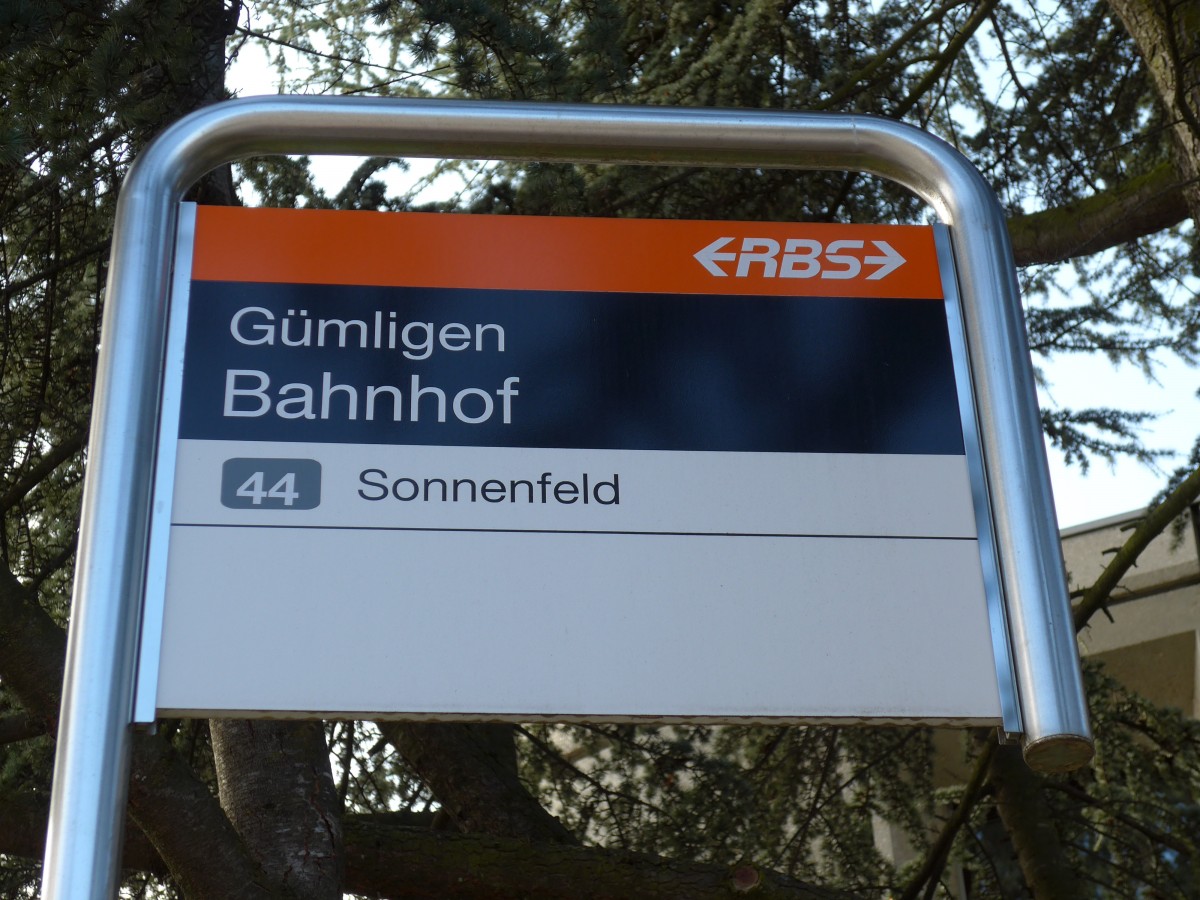 RBS
Gümligen
Bahnhof
44 Sonnenfeld